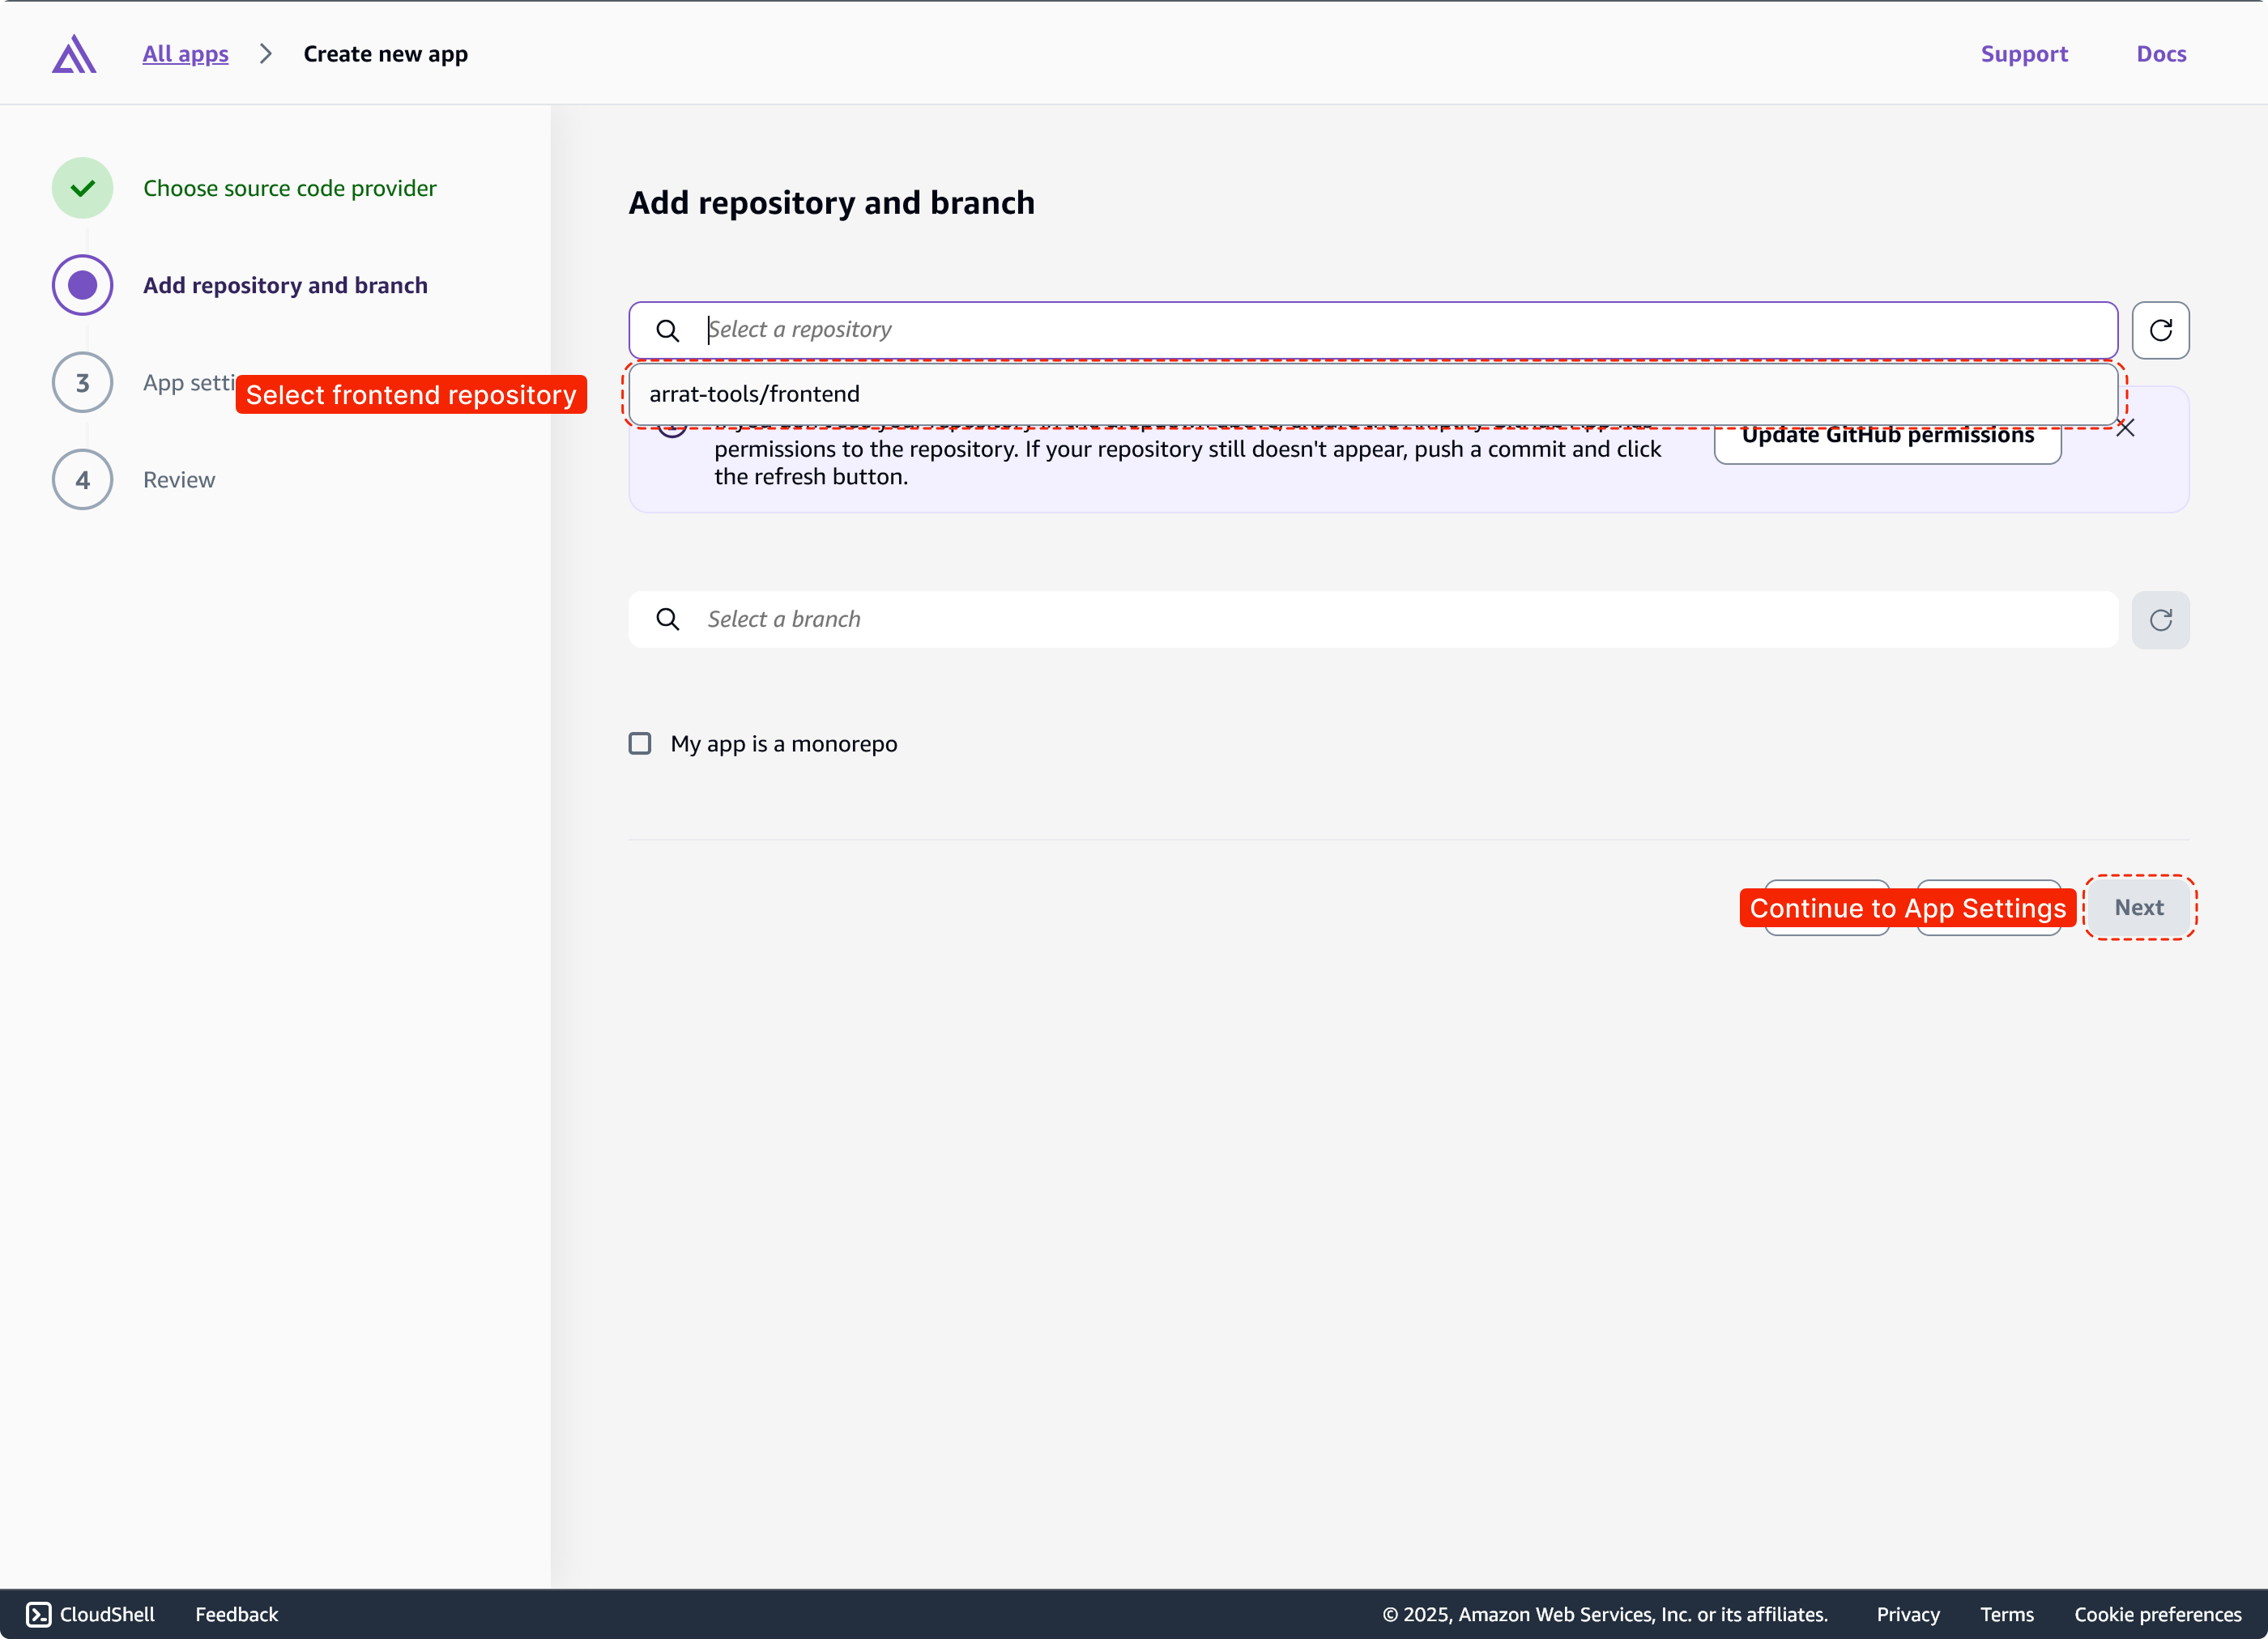 All apps
Create new app
Support
Docs
Choose source code provider
Add repository and branch
3
App setti
Select frontend repository
4
Review
Add repository and branch
Select a repository
arrat-tools/frontend
permissions to the repository. If your repository still doesn't appear, push a commit and click
the refresh button.
Update GitHub permissions
Select a branch
My app is a monorepo
Continue to App Settings
Next
CloudShell
Feedback
© 2025, Amazon Web Services, Inc. or its affiliates.
Privacy
Terms
Cookie preferences